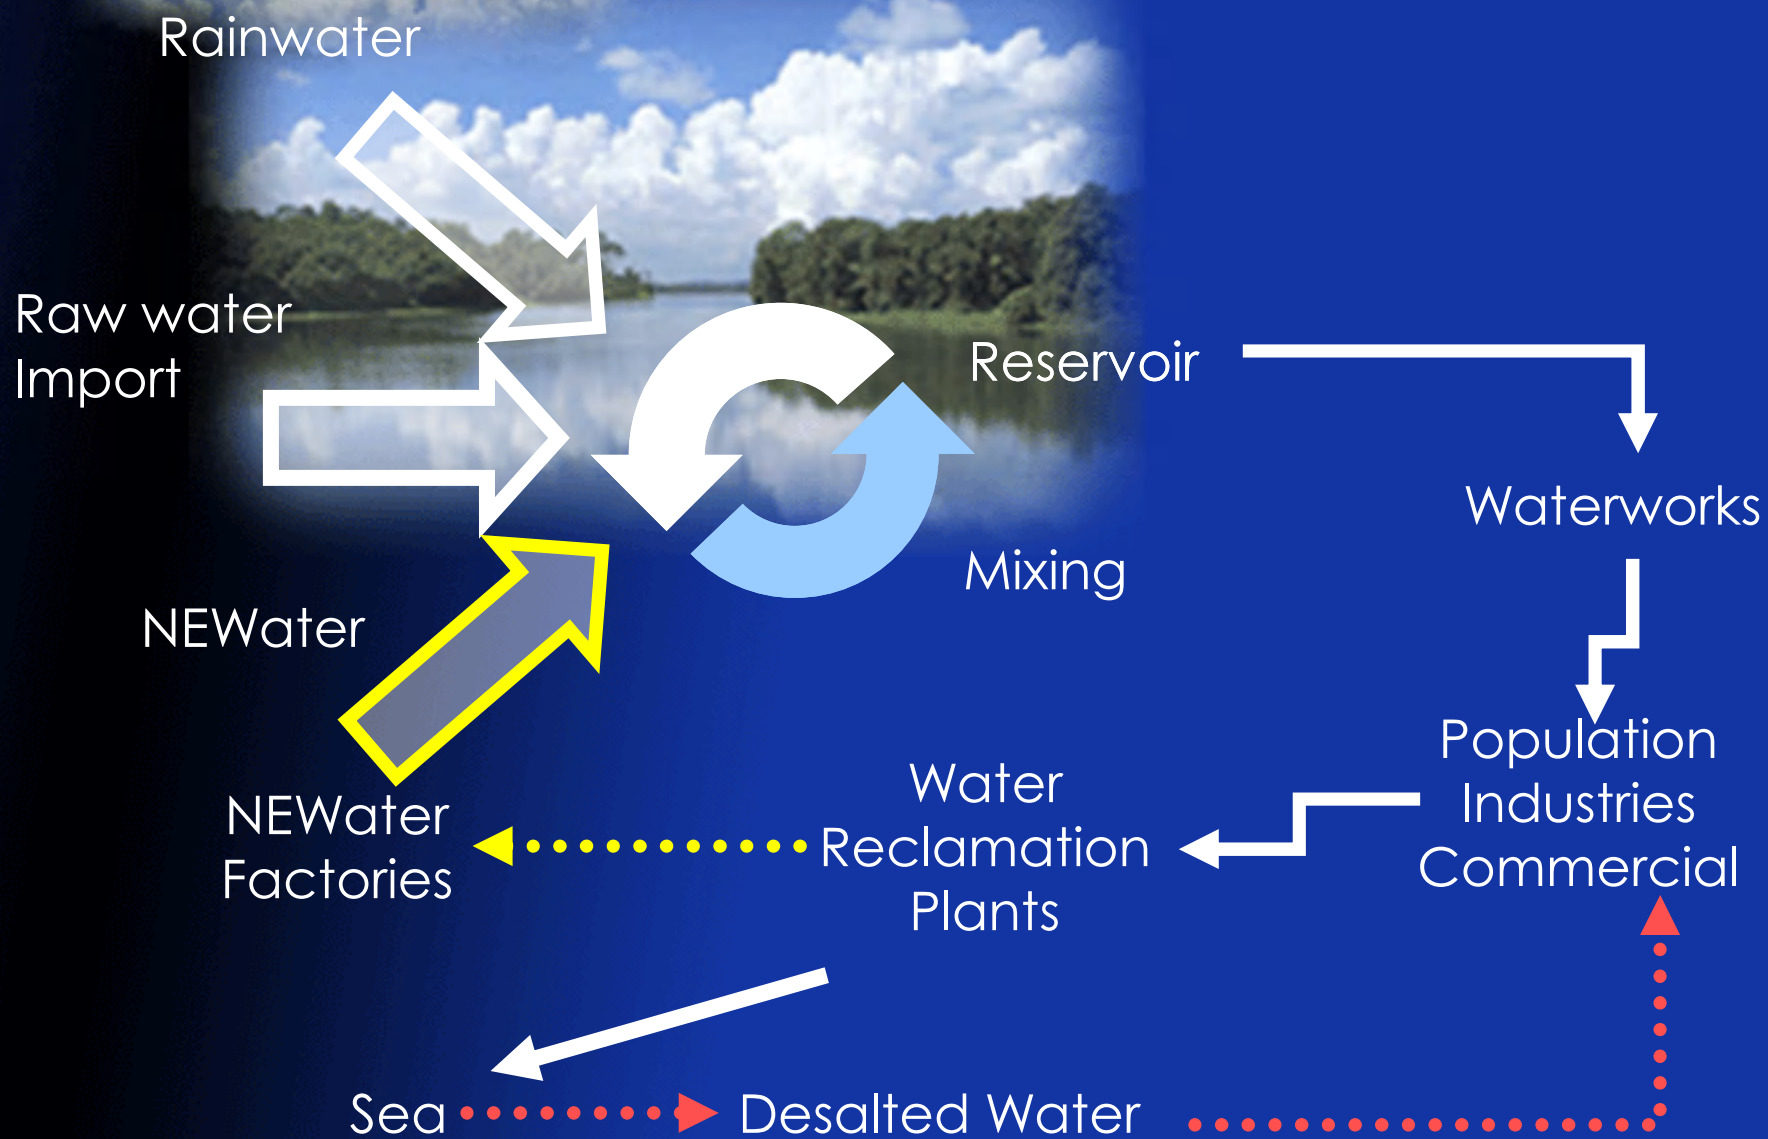 Rainwater
Raw water
Import
Reservoir
Waterworks
Mixing
NEWater
Population
Industries
Commercial
Water
Reclamation
Plants
NEWater
Factories
Sea
Desalted Water